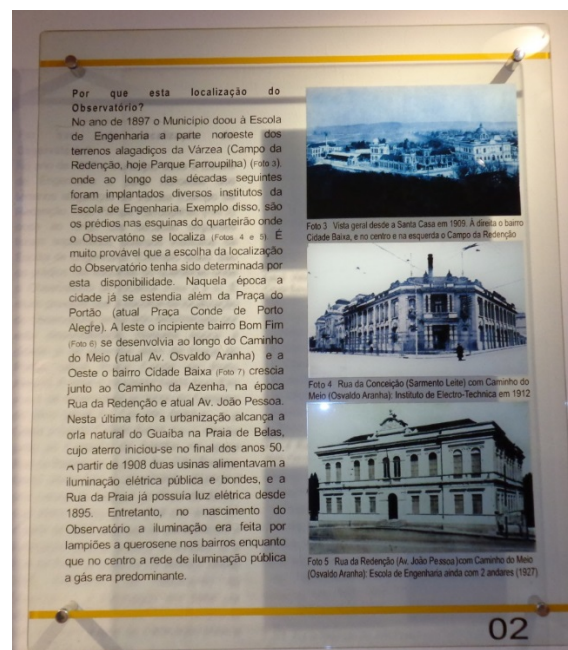 Por que esta localização do
Observatório?
No ano de 1897 o Município doou à Escola
de Engenharia a parte noroeste dos
terrenos alagadiços da Várzea (Campo da
Redenção, hoje Parque Farroupilha) (Foto 3),
onde ao longo das décadas seguintes
foram implantados diversos institutos da
Escola de Engenharia. Exemplo disso, são
os prédios nas esquinas do quarteirão onde
o Observatório se localiza (Fotos 4 e 5). É
muito provável que a escolha da localização
do Observatório tenha sido determinada por
esta disponibilidade. Naquela época a
cidade já se estendia além da Praça do
Portão (atual Praça Conde de Porto
Alegre). A leste o incipiente bairro Bom Fim
(Foto 6) se desenvolvia ao longo do Caminho
do Meio (atual Av. Osvaldo Aranha) e a
Oeste o bairro Cidade Baixa (Foto 7) crescia
junto ao Caminho da Azenha, na época
Rua da Redenção e atual Av. João Pessoa.
Nesta última foto a urbanização alcança a
orla natural do Guaíba na Praia de Belas,
cujo aterro iniciou-se no final dos anos 50.
A partir de 1908 duas usinas alimentavam a
iluminação elétrica pública e bondes, e a
Rua da Praia já possuía luz elétrica desde
1895. Entretanto, no nascimento do
Observatório a iluminação era feita por
lampiões a querosene nos bairros enquanto
que no centro a rede de iluminação pública
a gás era predominante.
Foto 3 Vista geral desde a Santa Casa em 1909. À direita o bairro
Cidade Baixa, e no centro e na esquerda o Campo da Redenção
Foto 4 Rua da Conceição (Sarmento Leite) com Caminho do
Meio (Osvaldo Aranha): Instituto de Electro-Technica em 1912
Foto 5 Rua da Redenção (Av. João Pessoa)com Caminho do Meio
(Osvaldo Aranha): Escola de Engenharia ainda com 2 andares (1927)
02